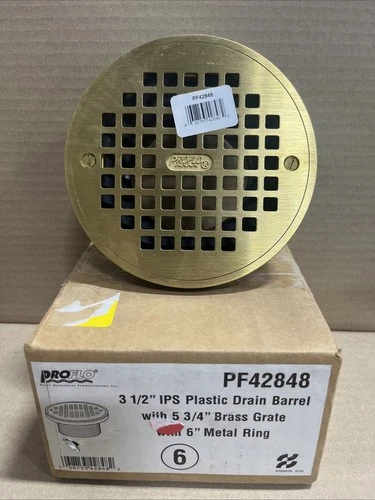 PF42848
PROFLO®
PROFLO®
PF42848
3 1/2" IPS Plastic Drain Barrel
with 5 3/4" Brass Grate
with 6" Metal Ring
6